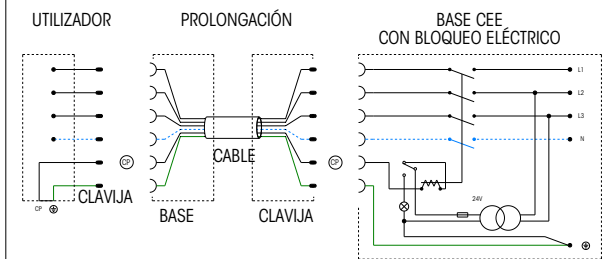 UTILIZADOR
PROLONGACIÓN
BASE CEE
CON BLOQUEO ELÉCTRICO
L1
L2
L3
N
CP
CABLE
CP
CLAVIJA
CP
BASE
CLAVIJA
24V